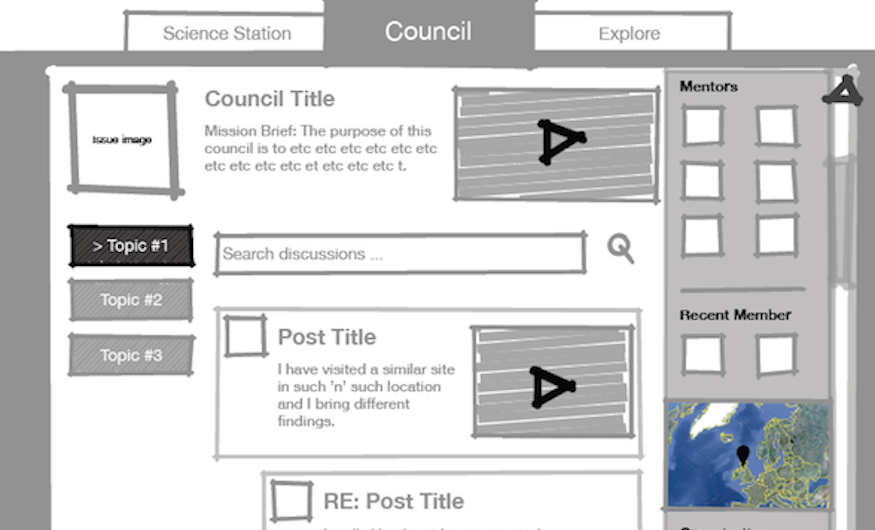 Science Station
Council
Explore
Issue image
Council Title
Mission Brief: The purpose of this
council is to etc etc etc etc etc etc
etc etc etc etc et etc etc etc t.
> Topic #1
Topic #2
Topic #3
Search discussions ...
Post Title
I have visited a similar site
in such 'n' such location
and I bring different
findings.
RE: Post Title
Mentors
Recent Member